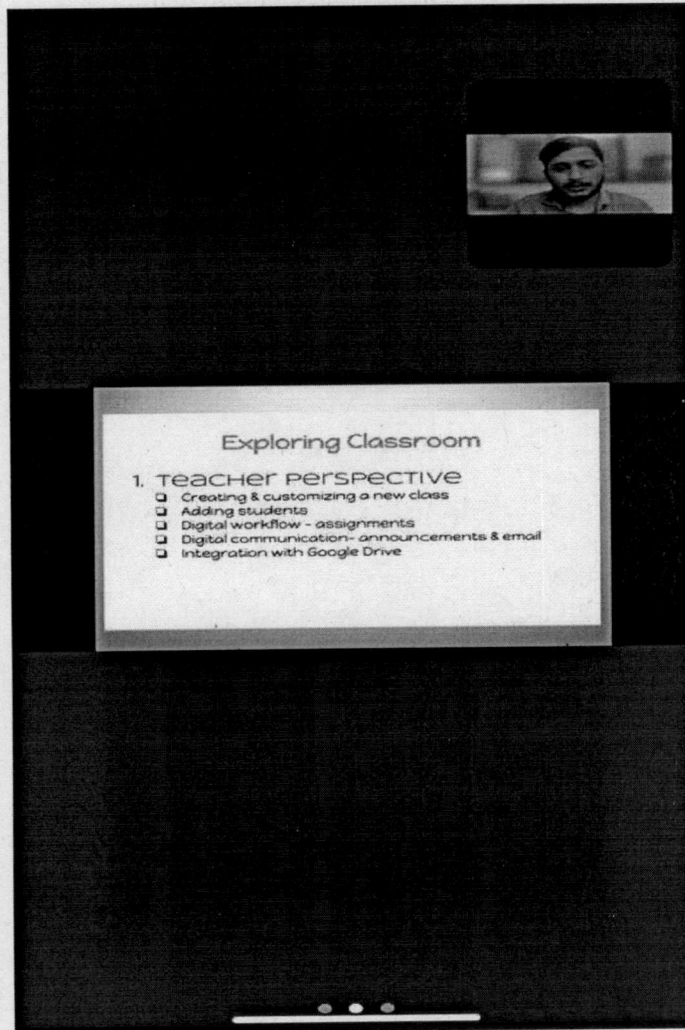 Exploring Classroom
1. Teacher Perspective
❑ Creating & customizing a new class
❑ Adding students
❑ Digital workflow - assignments
❑ Digital communication- announcements & email
❑ Integration with Google Drive